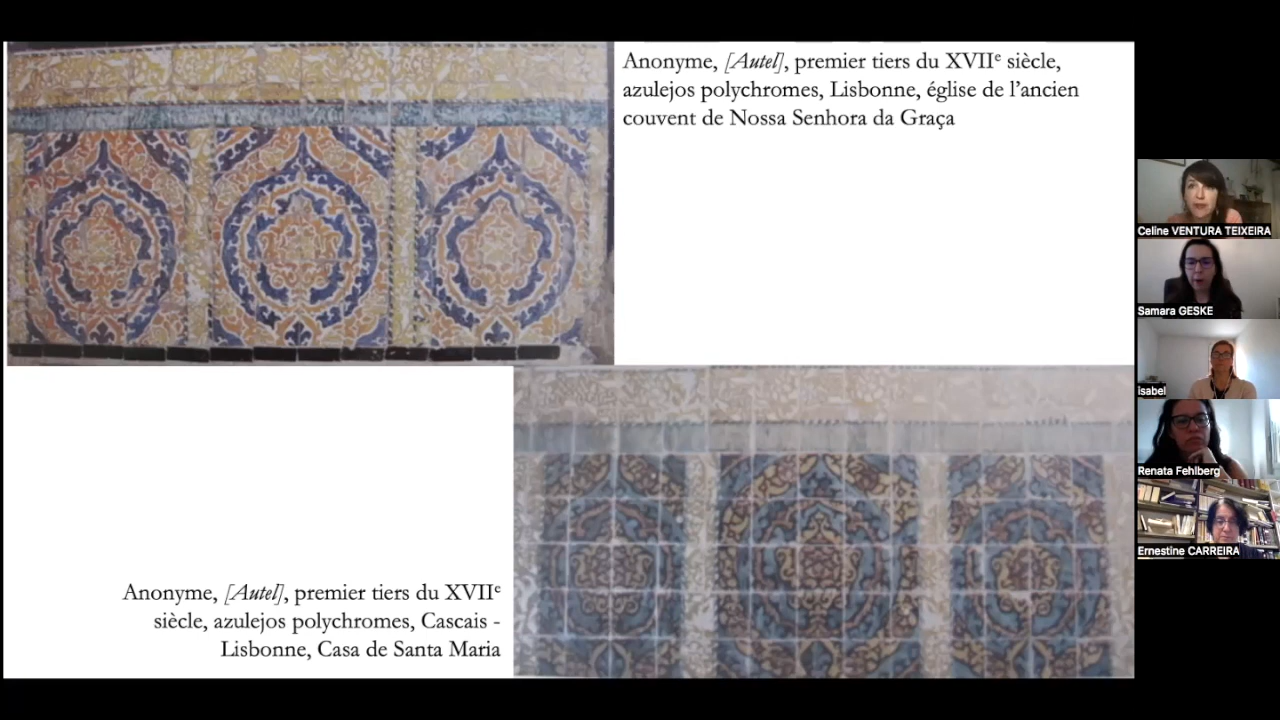 Anonyme, [Autel], premier tiers du XVIIe siècle,
azulejos polychromes, Lisbonne, église de l’ancien
couvent de Nossa Senhora da Graça
Anonyme, [Autel], premier tiers du XVIIe
siècle, azulejos polychromes, Cascais -
Lisbonne, Casa de Santa Maria
Celine VENTURA TEIXEIRA
Samara GESKE
isabel
Renata Fehlberg
Ernestine CARREIRA